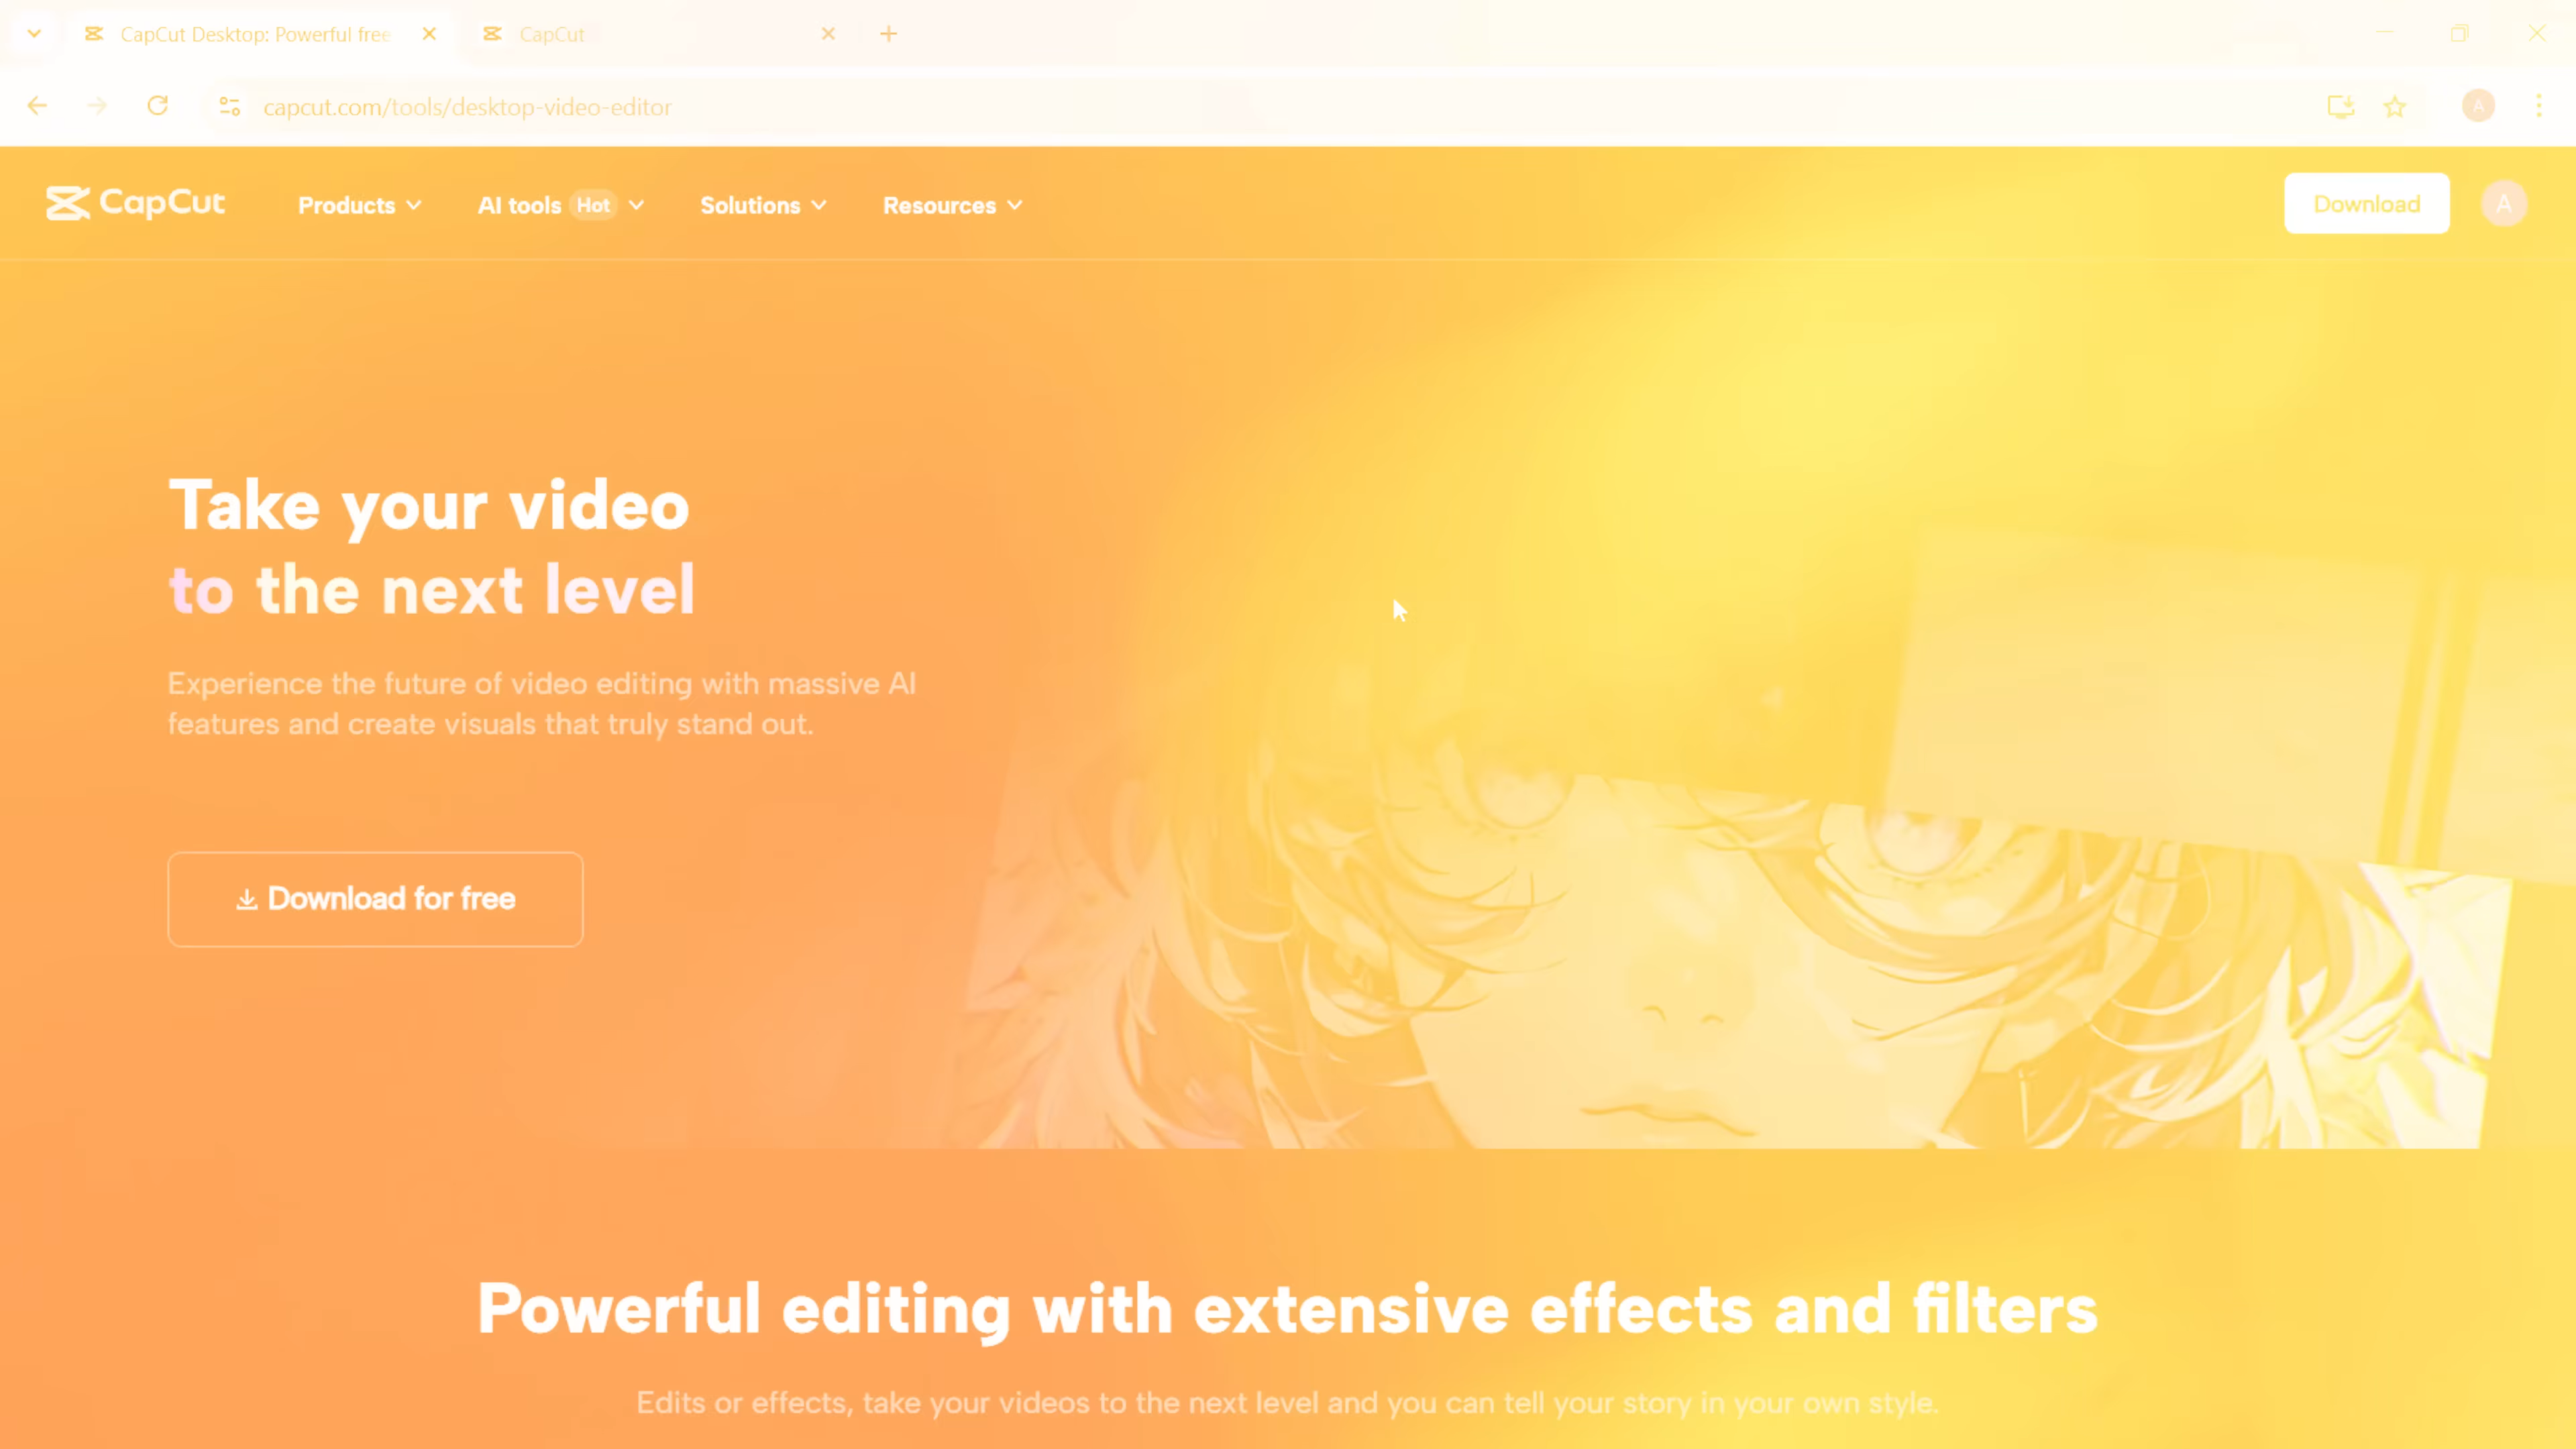 CapCut Desktop: Powerful free
CapCut
capcut.com/tools/desktop-video-editor
A
CapCut
Products
AI tools Hot
Solutions
Resources
Download
A
Take your video
to the next level
Experience the future of video editing with massive AI
features and create visuals that truly stand out.
Download for free
Powerful editing with extensive effects and filters
Edits or effects, take your videos to the next level and you can tell your story in your own style.